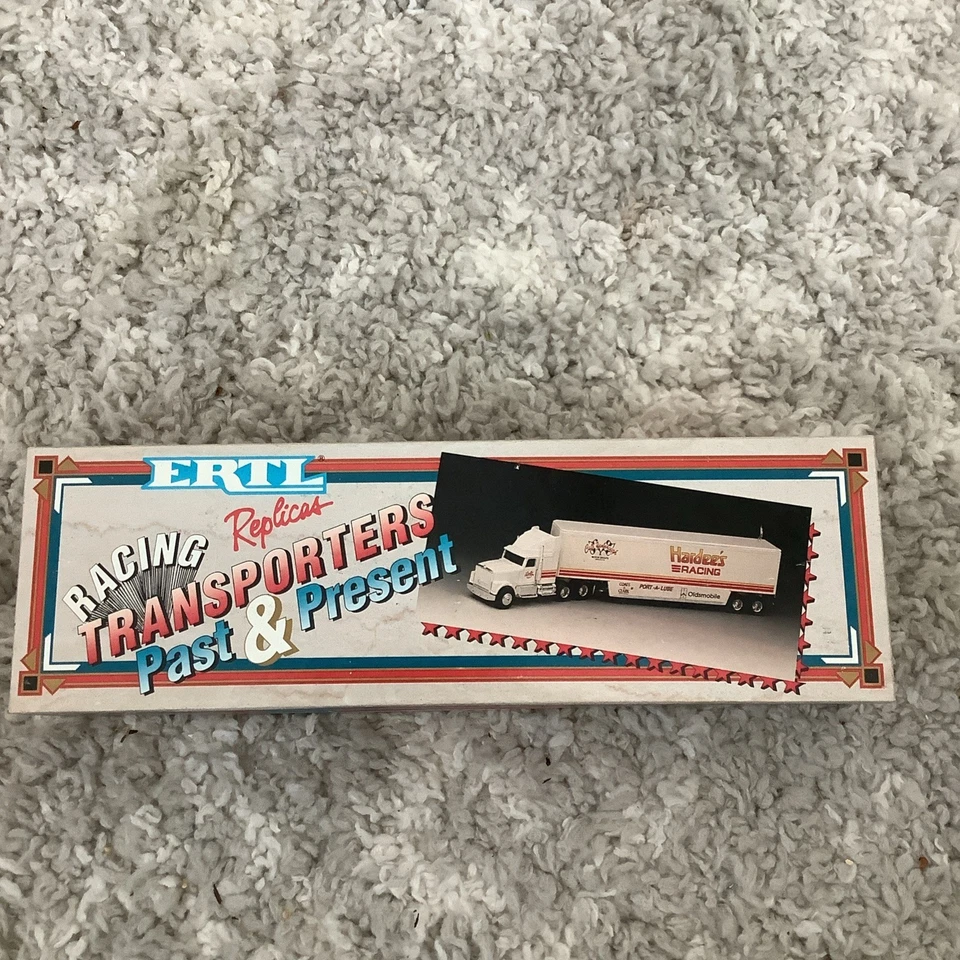 ERTL®
Replicas
RACING
TRANSPORTERS
Past & Present
Hardee's
RACING
PORT-A-LUBE
Oldsmobile